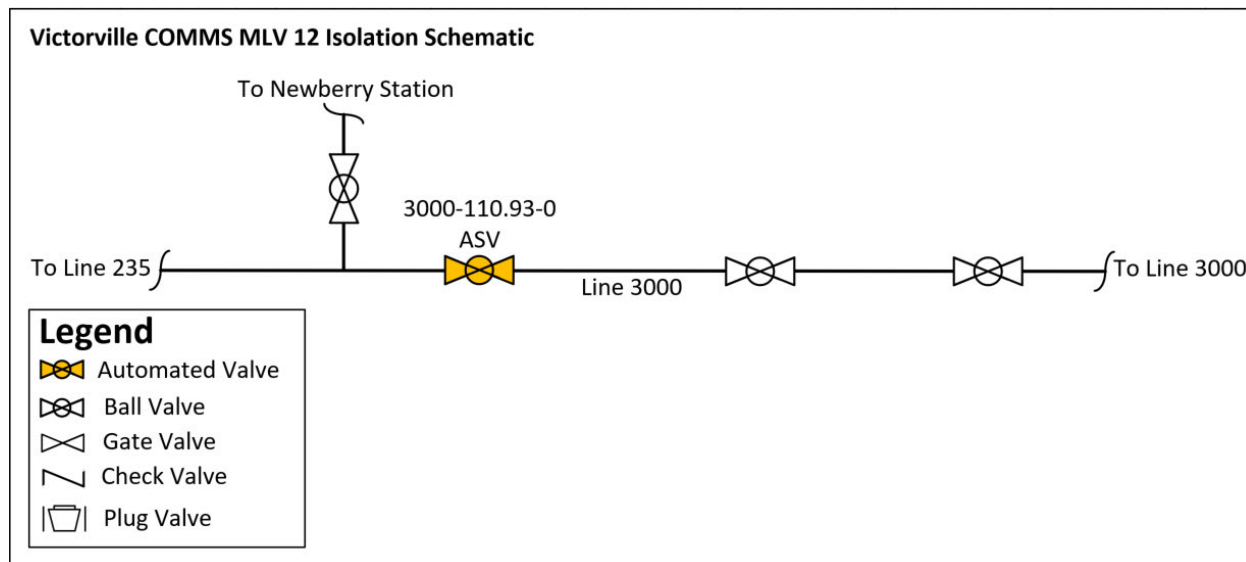 Victorville COMMS MLV 12 Isolation Schematic
To Newberry Station
3000-110.93-0
ASV
To Line 235
Line 3000
To Line 3000
Legend
Automated Valve
Ball Valve
Gate Valve
Check Valve
Plug Valve